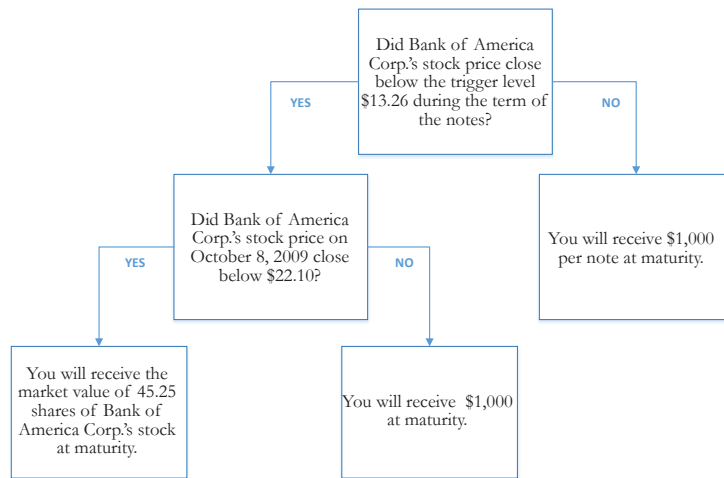 Did Bank of America
Corp.'s stock price close
below the trigger level
$13.26 during the term of
the notes?
YES
NO
Did Bank of America
Corp.'s stock price on
October 8, 2009 close
below $22.10?
You will receive $1,000
per note at maturity.
YES
NO
You will receive the
market value of 45.25
shares of Bank of
America Corp.'s stock
at maturity.
You will receive $1,000
at maturity.